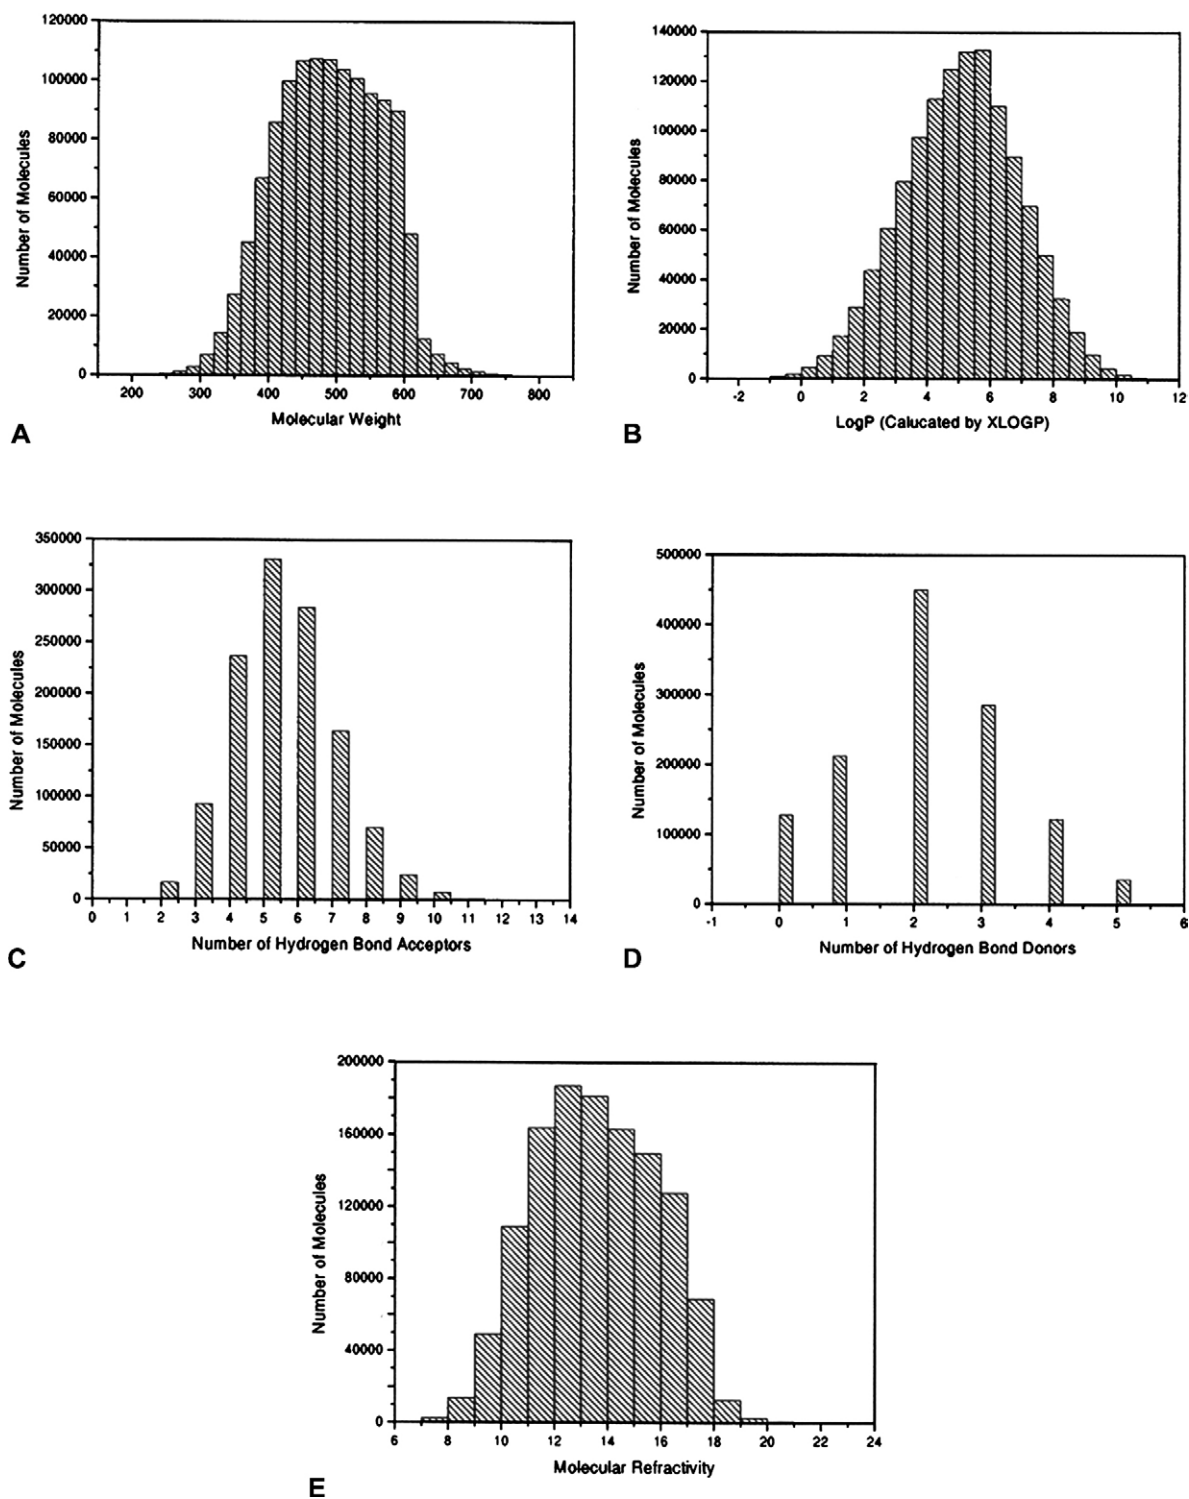 120000
100000
80000
60000
40000
20000
0
Number of Molecules
200 300 400 500 600 700 800
Molecular Weight
A
140000
120000
100000
80000
60000
40000
20000
0
Number of Molecules
-2 0 2 4 6 8 10 12
LogP (Calucated by XLOGP)
B
350000
300000
250000
200000
150000
100000
50000
0
Number of Molecules
0 1 2 3 4 5 6 7 8 9 10 11 12 13 14
Number of Hydrogen Bond Acceptors
C
500000
400000
300000
200000
100000
0
Number of Molecules
-1 0 1 2 3 4 5 6
Number of Hydrogen Bond Donors
D
200000
160000
120000
80000
40000
0
Number of Molecules
6 8 10 12 14 16 18 20 22 24
Molecular Refractivity
E